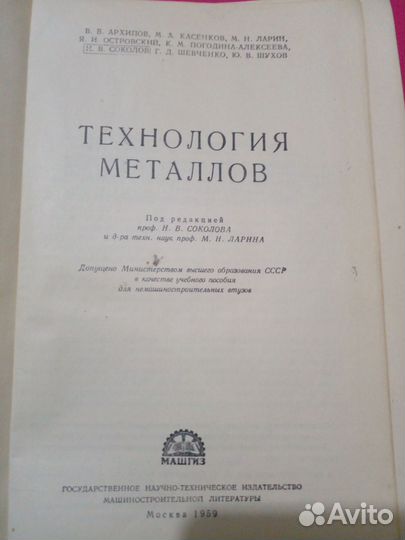 В. В. АРХИПОВ, М. А. КАСЕНКОВ, М. Н. ЛАРИН,
Я. И. ОСТРОВСКИЙ, К. М. ПОГОДИНА-АЛЕКСЕЕВА,
Н. В. СОКОЛОВ, Г. Д. ШЕВЧЕНКО, Ю. В. ШУХОВ
ТЕХНОЛОГИЯ
МЕТАЛЛОВ
Под редакцией
проф. Н. В. СОКОЛОВА
и д-ра техн. наук проф. М. Н. ЛАРИНА
Допущено Министерством высшего образования СССР
в качестве учебного пособия
для немашиностроительных втузов
МАШГИЗ
ГОСУДАРСТВЕННОЕ НАУЧНО-ТЕХНИЧЕСКОЕ ИЗДАТЕЛЬСТВО
МАШИНОСТРОИТЕЛЬНОЙ ЛИТЕРАТУРЫ
Москва 1959
Avito